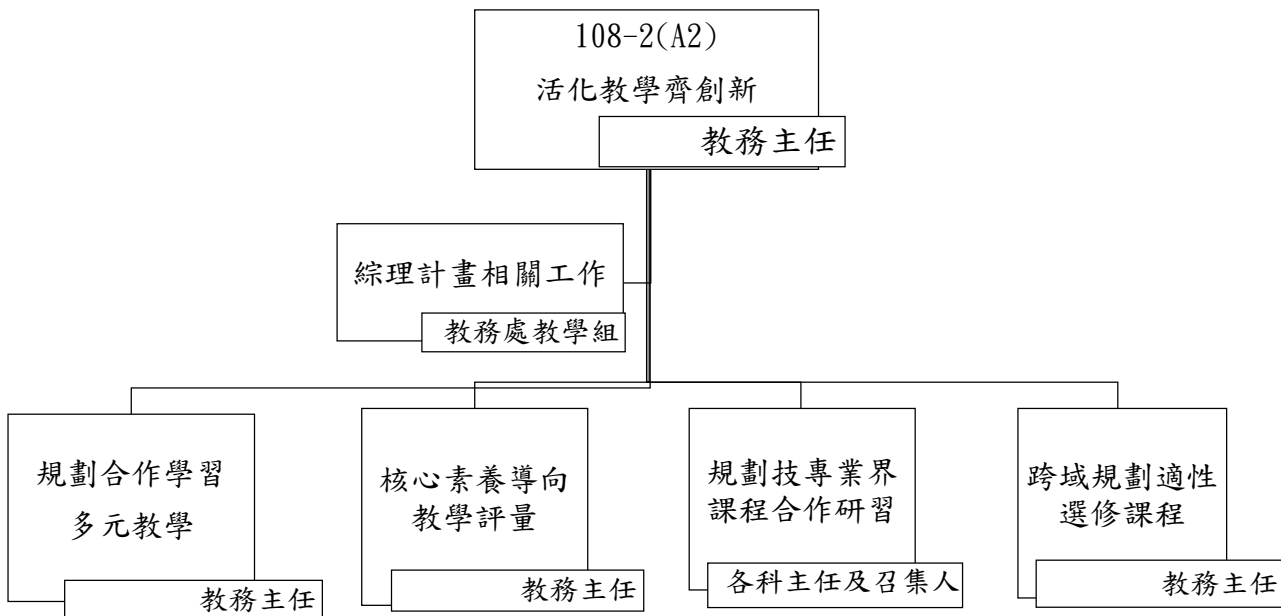 108-2(A2)
活化教學齊創新
教務主任
綜理計畫相關工作
教務處教學組
規劃合作學習
多元教學
教務主任
核心素養導向
教學評量
教務主任
規劃技專業界
課程合作研習
各科主任及召集人
跨域規劃適性
選修課程
教務主任